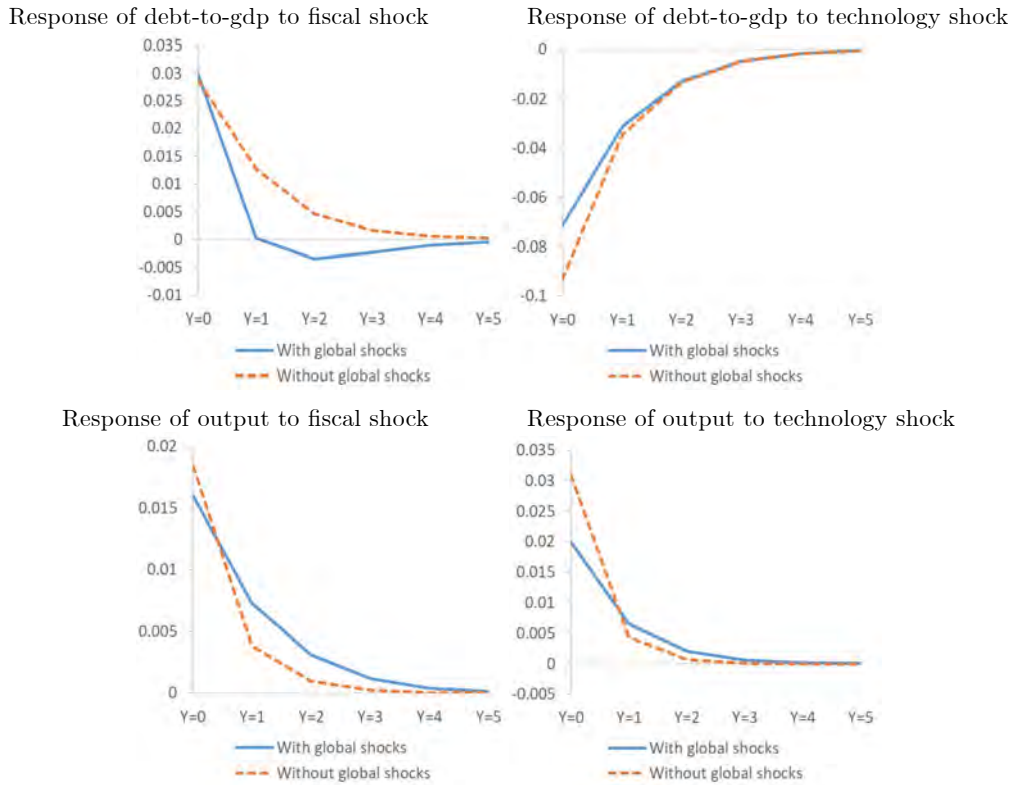 Response of debt-to-gdp to fiscal shock
0.035
0.03
0.025
0.02
0.015
0.01
0.005
0
-0.005
-0.01
Y=0 Y=1 Y=2 Y=3 Y=4 Y=5
With global shocks
Without global shocks
Response of debt-to-gdp to technology shock
0
-0.02
-0.04
-0.06
-0.08
-0.1
Y=0 Y=1 Y=2 Y=3 Y=4 Y=5
With global shocks
Without global shocks
Response of output to fiscal shock
0.02
0.015
0.01
0.005
0
Y=0 Y=1 Y=2 Y=3 Y=4 Y=5
With global shocks
Without global shocks
Response of output to technology shock
0.035
0.03
0.025
0.02
0.015
0.01
0.005
0
-0.005
Y=0 Y=1 Y=2 Y=3 Y=4 Y=5
With global shocks
Without global shocks